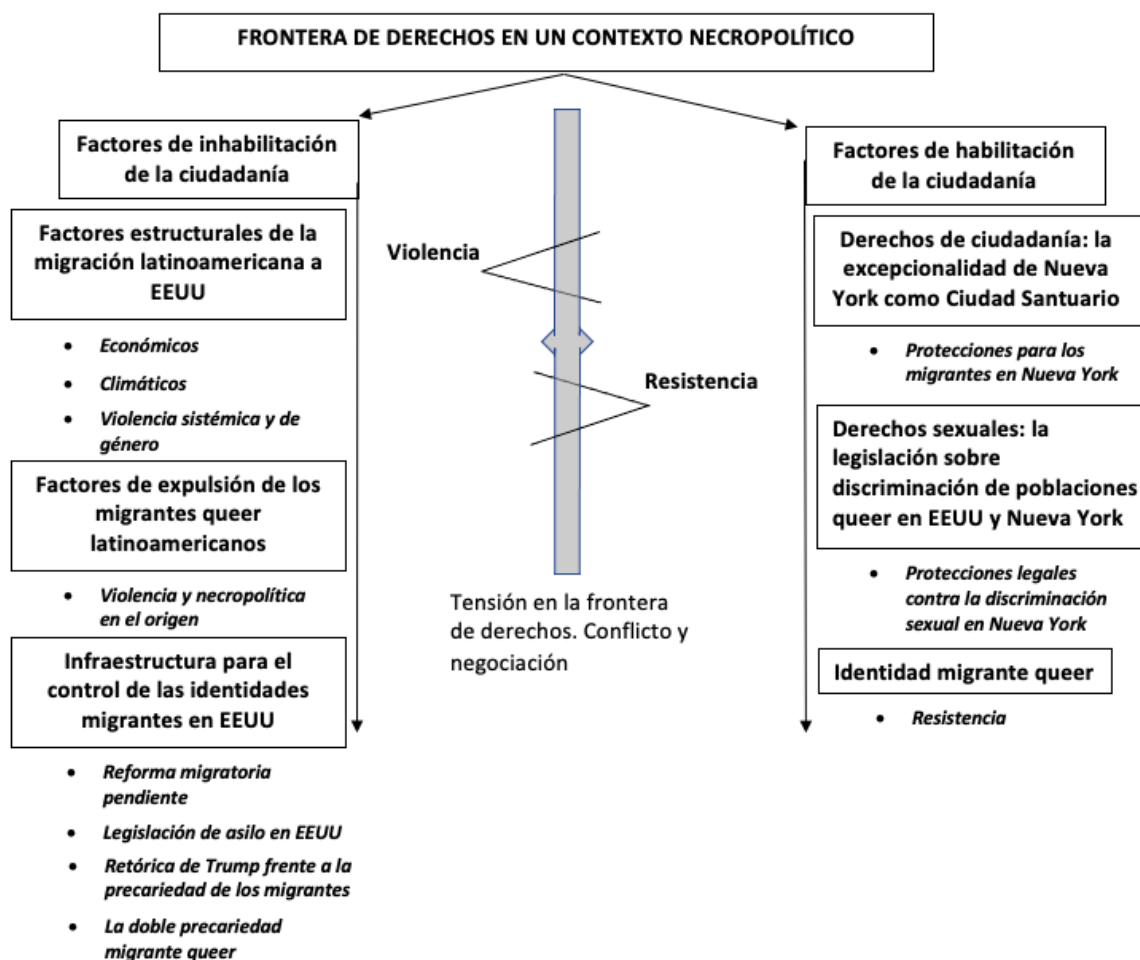 FRONTERA DE DERECHOS EN UN CONTEXTO NECROPOLÍTICO
Factores de inhabilitación
de la ciudadanía
Factores estructurales de la
migración latinoamericana a
EEUU
• Económicos
• Climáticos
• Violencia sistémica y de
género
Factores de expulsión de los
migrantes queer
latinoamericanos
• Violencia y necropolítica
en el origen
Infraestructura para el
control de las identidades
migrantes en EEUU
• Reforma migratoria
pendiente
• Legislación de asilo en EEUU
• Retórica de Trump frente a la
precariedad de los migrantes
• La doble precariedad
migrante queer
Violencia
Resistencia
Tensión en la frontera
de derechos. Conflicto y
negociación
Factores de habilitación
de la ciudadanía
Derechos de ciudadanía: la
excepcionalidad de Nueva
York como Ciudad Santuario
• Protecciones para los
migrantes en Nueva York
Derechos sexuales: la
legislación sobre
discriminación de poblaciones
queer en EEUU y Nueva York
• Protecciones legales
contra la discriminación
sexual en Nueva York
Identidad migrante queer
• Resistencia